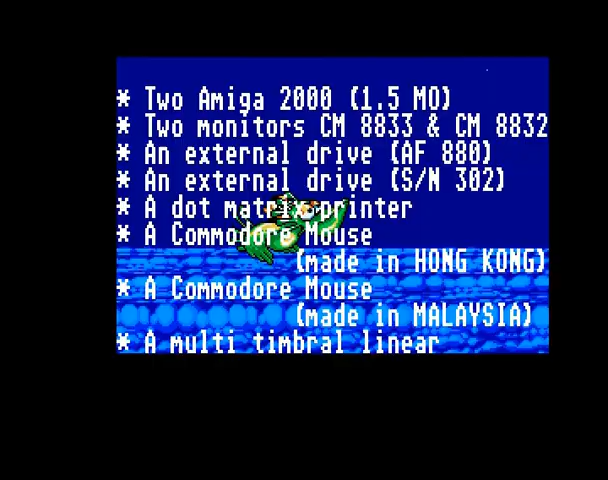 * Two Amiga 2000 (1.5 MO)
* Two monitors CM 8833 & CM 8832
* An external drive (AF 880)
* An external drive (S/N 302)
* A dot matrix printer
* A Commodore Mouse
(made in HONG KONG)
* A Commodore Mouse
(made in MALAYSIA)
* A multi timbral linear